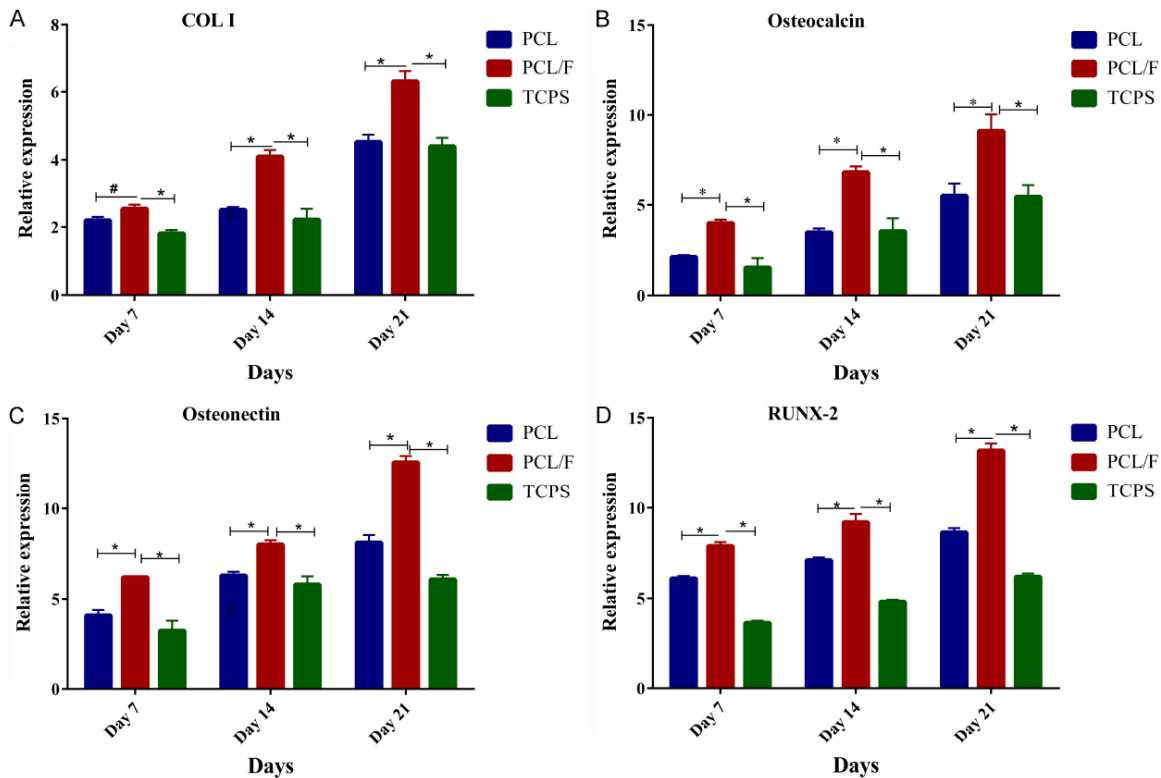 A
COL I
PCL
PCL/F
TCPS
Relative expression
8
6
4
2
0
#
*
*
*
*
*
Day 7
Day 14
Day 21
Days
B
Osteocalcin
PCL
PCL/F
TCPS
Relative expression
15
10
5
0
*
*
*
*
*
*
Day 7
Day 14
Day 21
Days
C
Osteonectin
PCL
PCL/F
TCPS
Relative expression
15
10
5
0
*
*
*
*
*
*
Day 7
Day 14
Day 21
Days
D
RUNX-2
PCL
PCL/F
TCPS
Relative expression
15
10
5
0
*
*
*
*
*
*
Day 7
Day 14
Day 21
Days